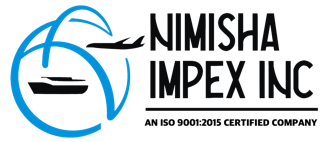 NIMISHA
IMPEX INC
AN ISO 9001:2015 CERTIFIED COMPANY